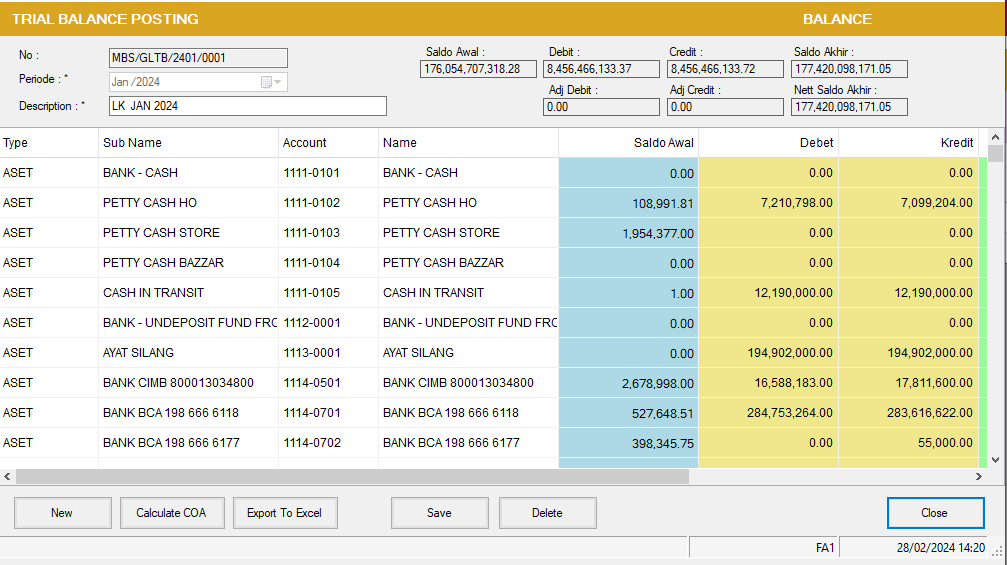 TRIAL BALANCE POSTING BALANCE
No : MBS/GLTB/2401/0001
Periode : * Jan /2024
Description : * LK JAN 2024
Saldo Awal : Debit : Credit : Saldo Akhir :
176,054,707,318.28 8,456,466,133.37 8,456,466,133.72 177,420,098,171.05
Adj Debit : Adj Credit : Nett Saldo Akhir :
0.00 0.00 177,420,098,171.05
Type Sub Name Account Name Saldo Awal Debet Kredit
ASET BANK - CASH 1111-0101 BANK - CASH 0.00 0.00 0.00
ASET PETTY CASH HO 1111-0102 PETTY CASH HO 108,991.81 7,210,798.00 7,099,204.00
ASET PETTY CASH STORE 1111-0103 PETTY CASH STORE 1,954,377.00 0.00 0.00
ASET PETTY CASH BAZZAR 1111-0104 PETTY CASH BAZZAR 0.00 0.00 0.00
ASET CASH IN TRANSIT 1111-0105 CASH IN TRANSIT 1.00 12,190,000.00 12,190,000.00
ASET BANK - UNDEPOSIT FUND FRO 1112-0001 BANK - UNDEPOSIT FUND FRO 0.00 0.00 0.00
ASET AYAT SILANG 1113-0001 AYAT SILANG 0.00 194,902,000.00 194,902,000.00
ASET BANK CIMB 800013034800 1114-0501 BANK CIMB 800013034800 2,678,998.00 16,588,183.00 17,811,600.00
ASET BANK BCA 198 666 6118 1114-0701 BANK BCA 198 666 6118 527,648.51 284,753,264.00 283,616,622.00
ASET BANK BCA 198 666 6177 1114-0702 BANK BCA 198 666 6177 398,345.75 0.00 55,000.00
New Calculate COA Export To Excel Save Delete Close
FA1 28/02/2024 14:20